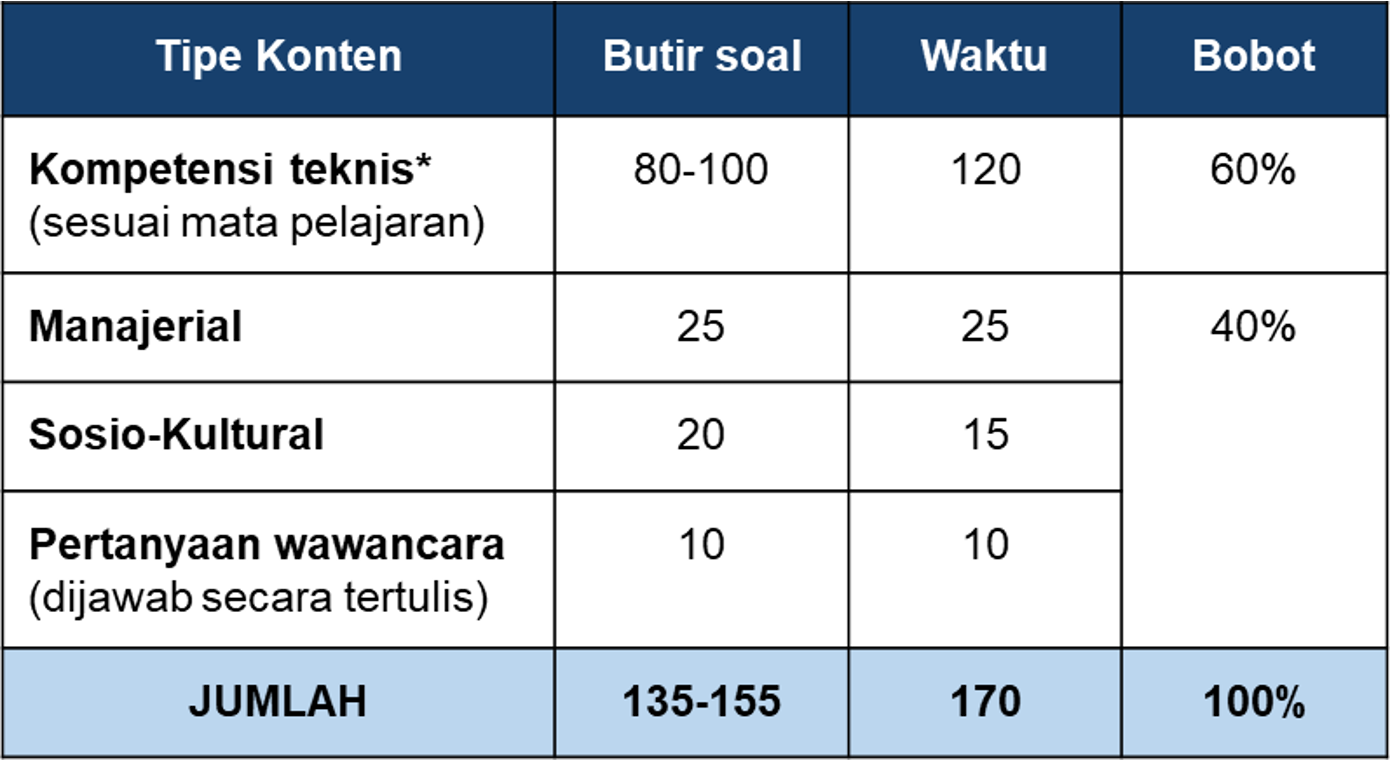 Tipe Konten Butir soal Waktu Bobot
Kompetensi teknis* 80-100 120 60%
(sesuai mata pelajaran)
Manajerial 25 25 40%
Sosio-Kultural 20 15
Pertanyaan wawancara 10 10
(dijawab secara tertulis)
JUMLAH 135-155 170 100%